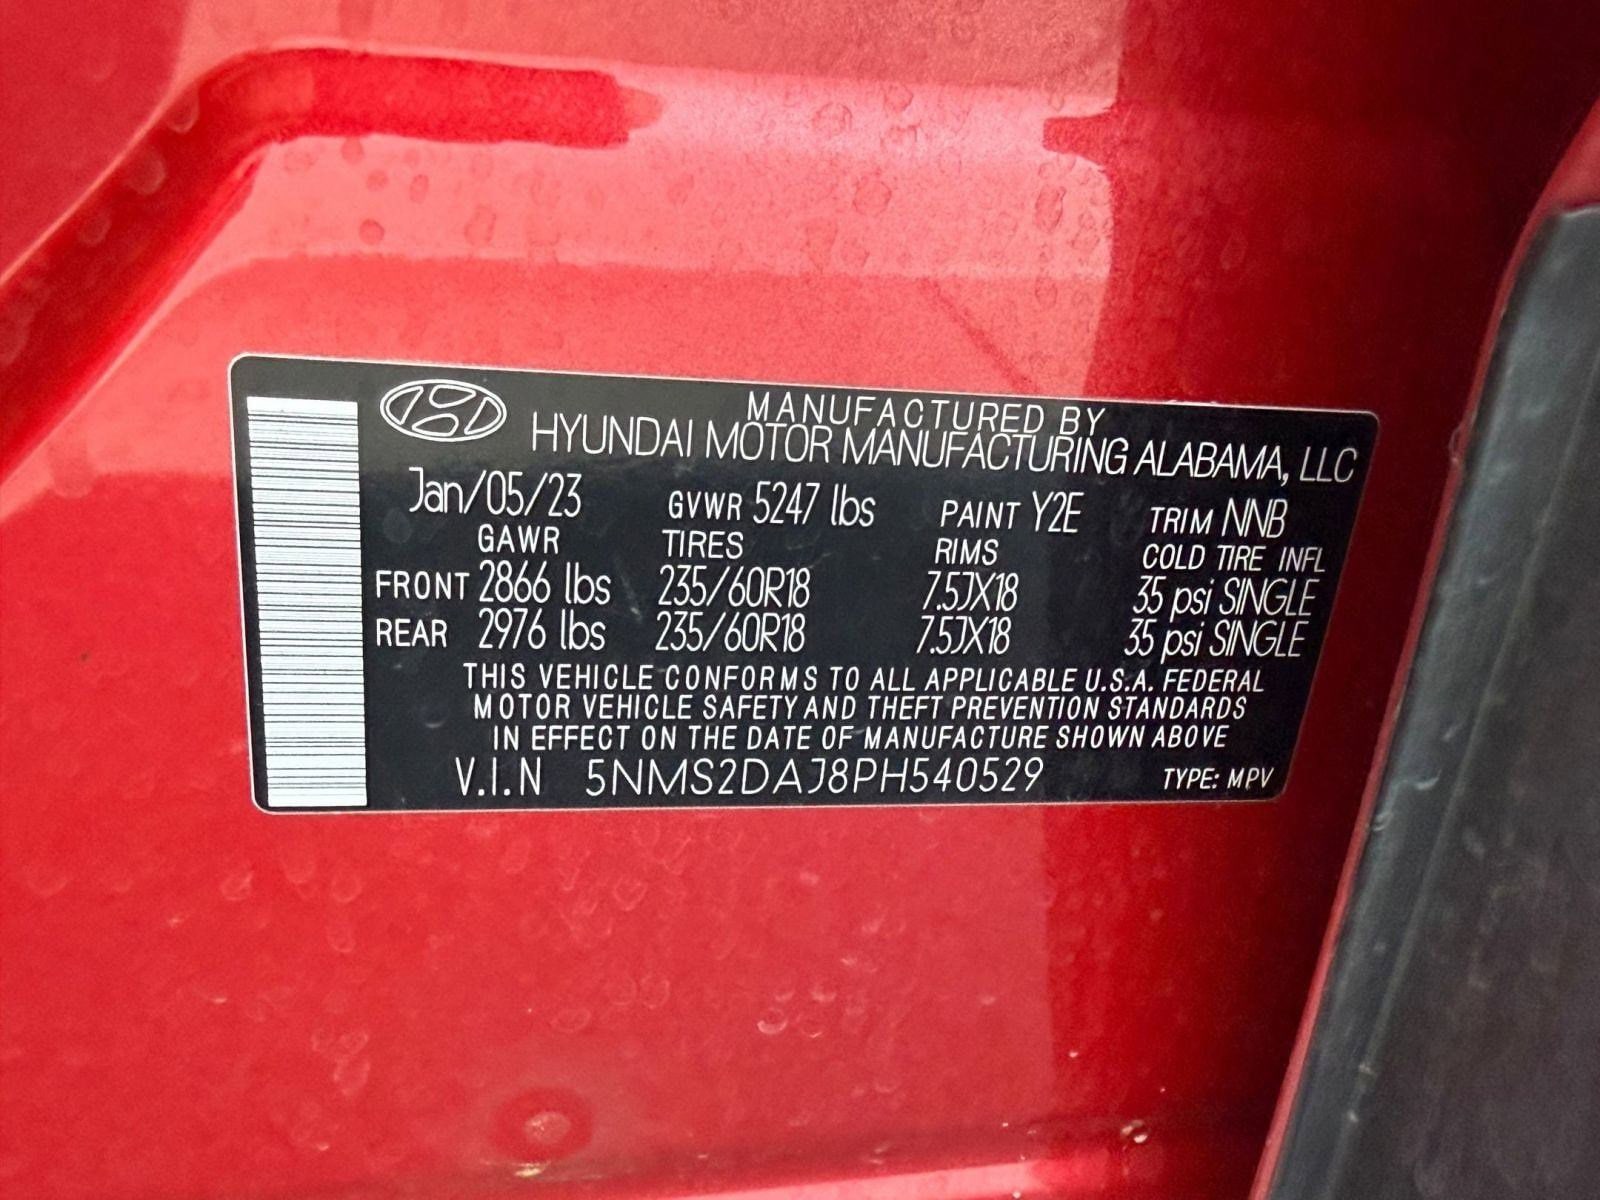 MANUFACTURED BY
HYUNDAI MOTOR MANUFACTURING ALABAMA, LLC
Jan/05/23 GVWR 5247 lbs PAINT Y2E TRIM NNB
GAWR TIRES RIMS COLD TIRE INFL
FRONT 2866 lbs 235/60R18 7.5JX18 35 psi SINGLE
REAR 2976 lbs 235/60R18 7.5JX18 35 psi SINGLE
THIS VEHICLE CONFORMS TO ALL APPLICABLE U.S.A. FEDERAL
MOTOR VEHICLE SAFETY AND THEFT PREVENTION STANDARDS
IN EFFECT ON THE DATE OF MANUFACTURE SHOWN ABOVE
V.I.N 5NMS2DAJ8PH540529 TYPE: MPV